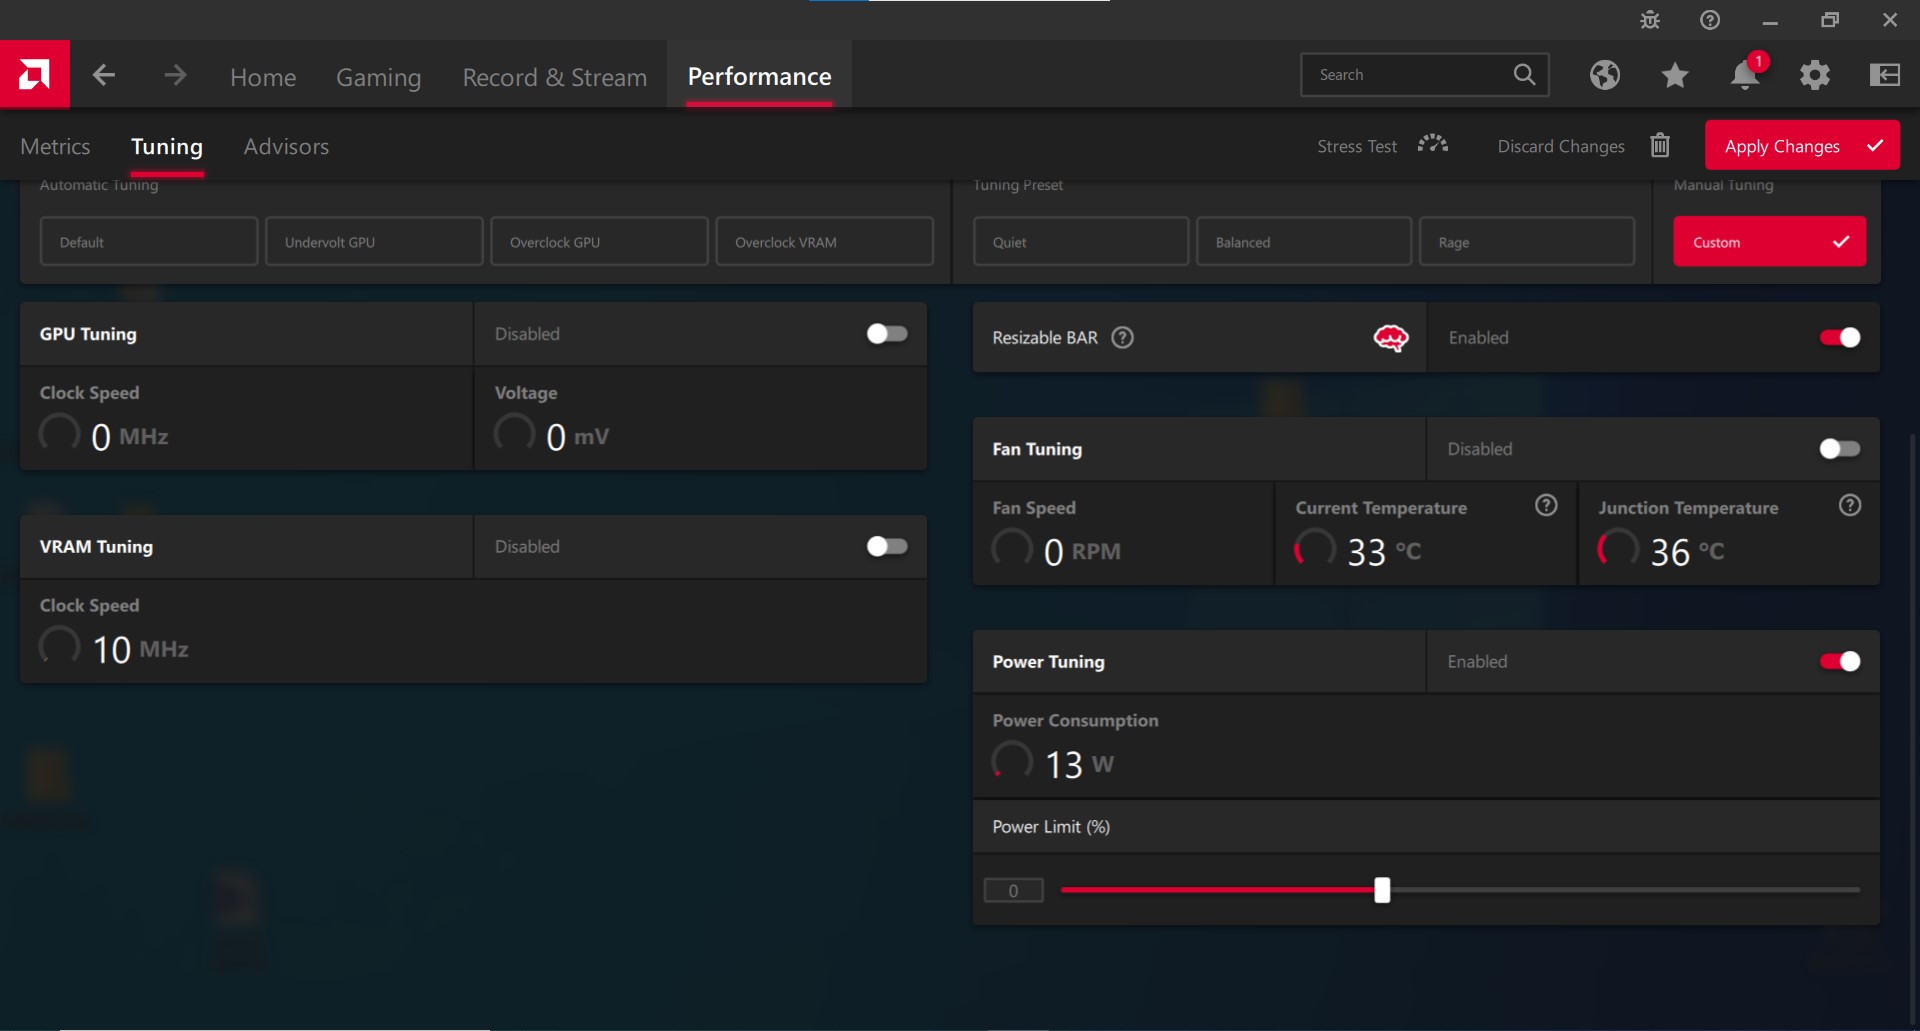 1
Home Gaming Record & Stream Performance Search
Metrics Tuning Advisors Stress Test Discard Changes Apply Changes
Automatic Tuning Tuning Preset Manual Tuning
Default Undervolt GPU Overclock GPU Overclock VRAM Quiet Balanced Rage Custom
GPU Tuning Disabled
Clock Speed Voltage
0 MHz 0 mV
VRAM Tuning Disabled
Clock Speed
10 MHz
Resizable BAR Enabled
Fan Tuning Disabled
Fan Speed Current Temperature Junction Temperature
0 RPM 33 °C 36 °C
Power Tuning Enabled
Power Consumption
13 W
Power Limit (%)
0